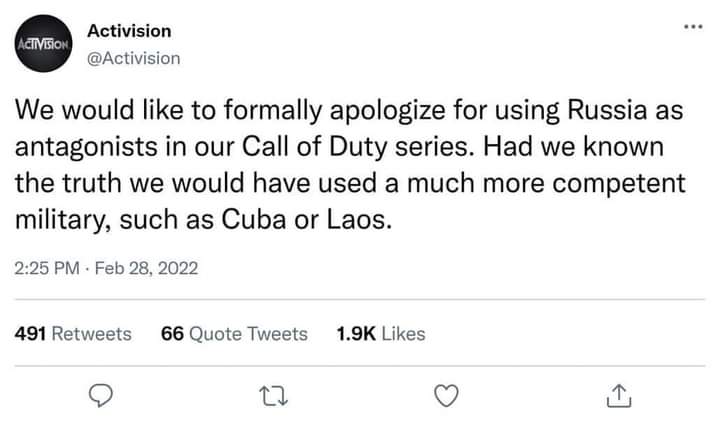 ACTIVISION
Activision
@Activision
We would like to formally apologize for using Russia as
antagonists in our Call of Duty series. Had we known
the truth we would have used a much more competent
military, such as Cuba or Laos.
2:25 PM · Feb 28, 2022
491 Retweets 66 Quote Tweets 1.9K Likes